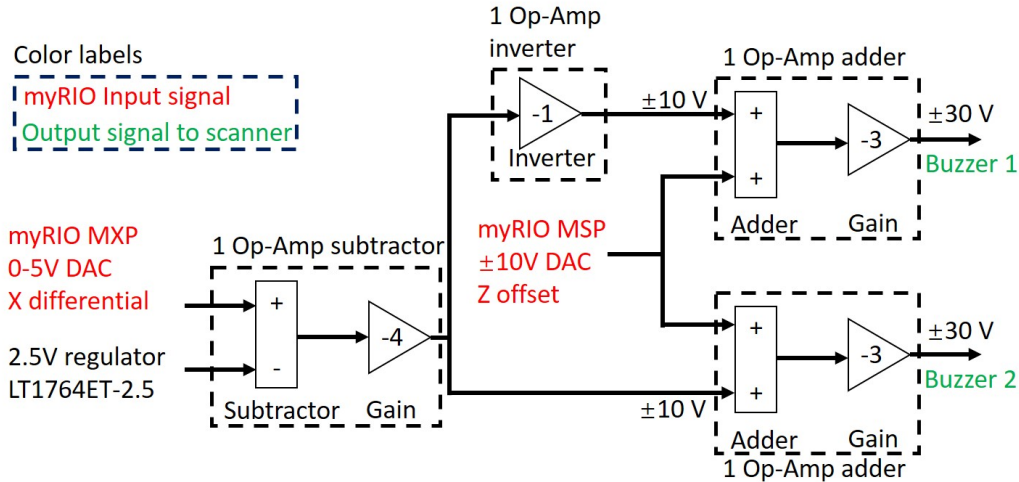 Color labels
myRIO Input signal
Output signal to scanner
1 Op-Amp
inverter
-1
Inverter
±10 V
1 Op-Amp adder
+
+
-3
Adder
Gain
±30 V
Buzzer 1
myRIO MXP
0-5V DAC
X differential
2.5V regulator
LT1764ET-2.5
1 Op-Amp subtractor
+
-
-4
Subtractor
Gain
myRIO MSP
±10V DAC
Z offset
±10 V
+
+
-3
Adder
Gain
1 Op-Amp adder
±30 V
Buzzer 2